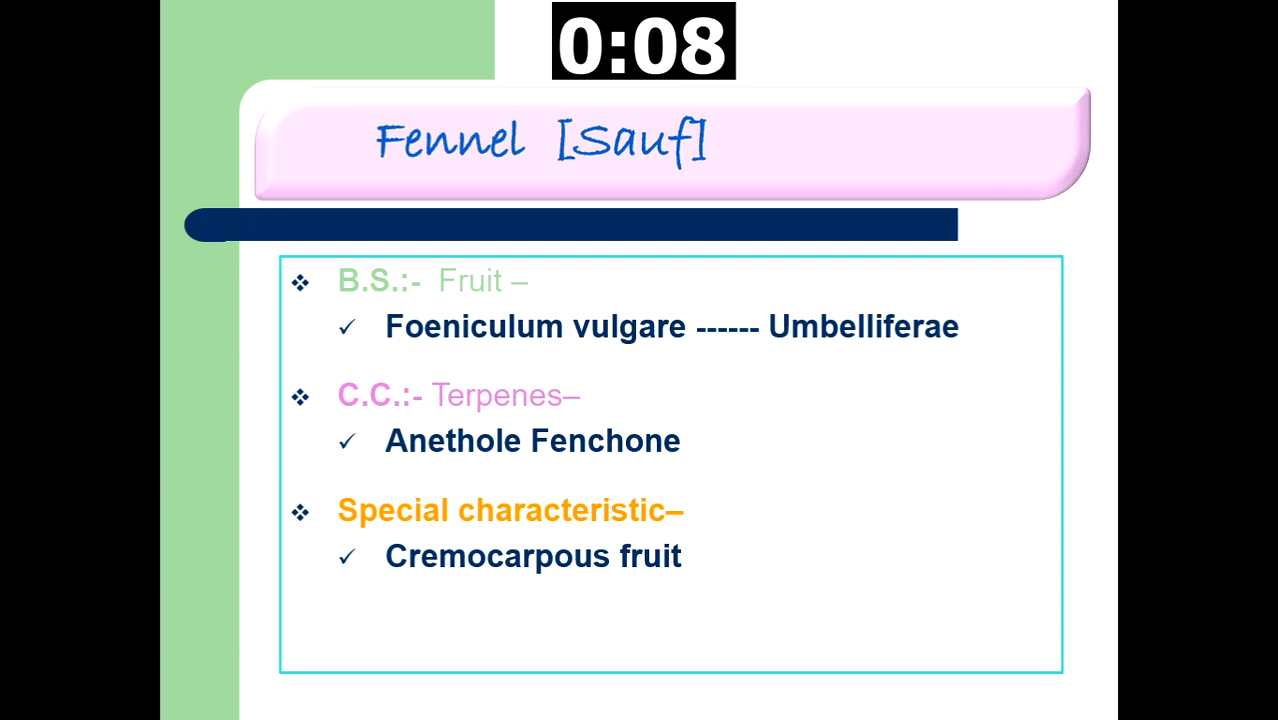 0:08
Fennel [Sauf]
❖ B.S.:- Fruit –
✓ Foeniculum vulgare ------ Umbelliferae
❖ C.C.:- Terpenes–
✓ Anethole Fenchone
❖ Special characteristic–
✓ Cremocarpous fruit